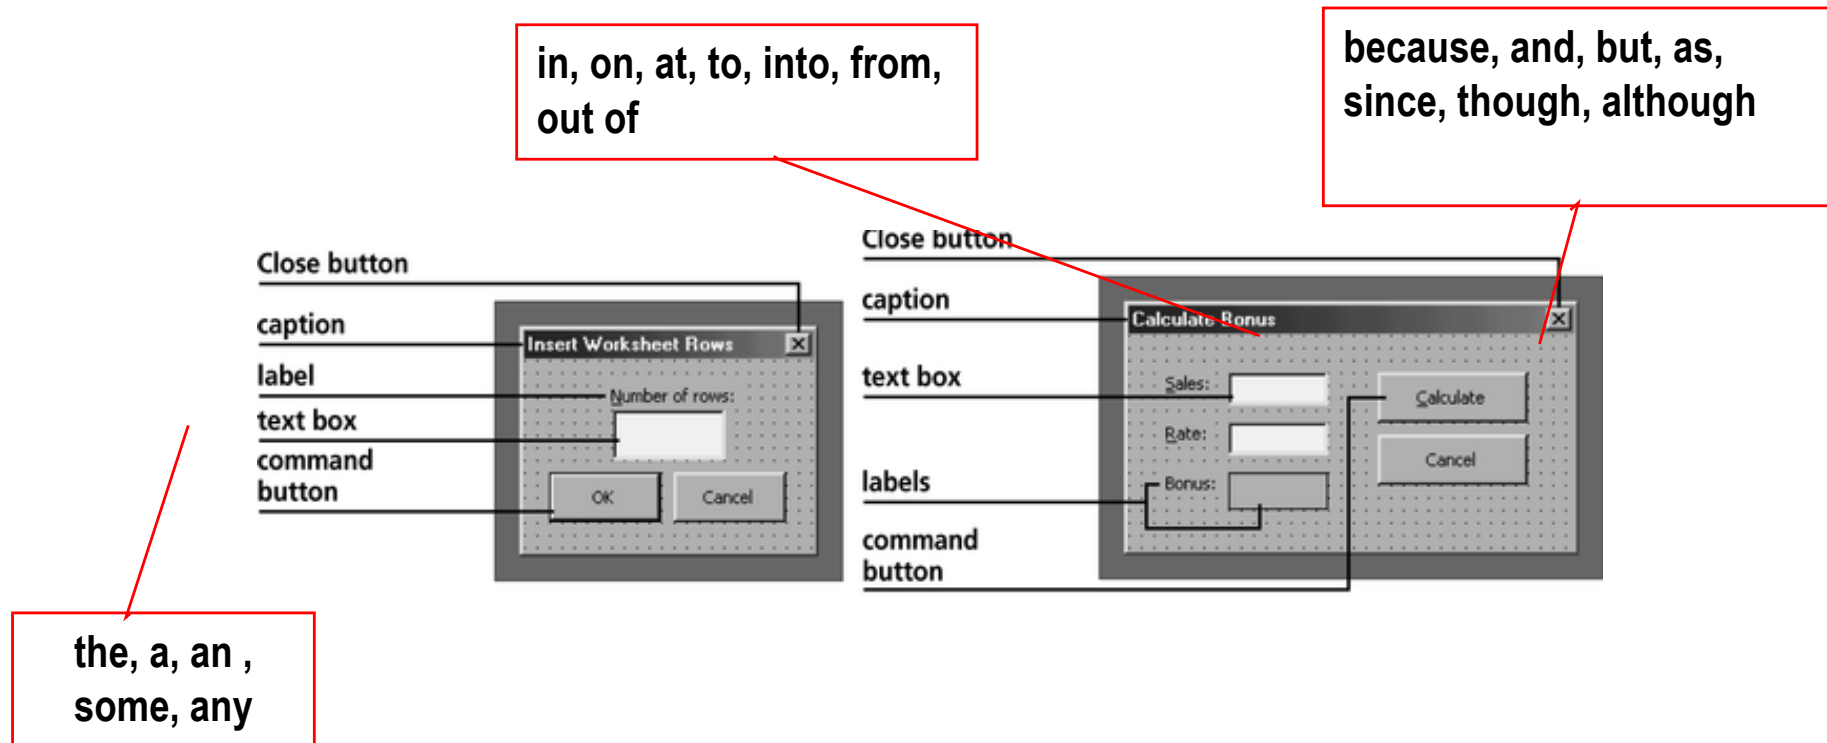 in, on, at, to, into, from,
out of
because, and, but, as,
since, though, although
Close button
caption
label
text box
command
button
Insert Worksheet Rows
Number of rows:
OK
Cancel
Close button
caption
text box
labels
command
button
Calculate Bonus
Sales:
Rate:
Bonus:
Calculate
Cancel
the, a, an ,
some, any